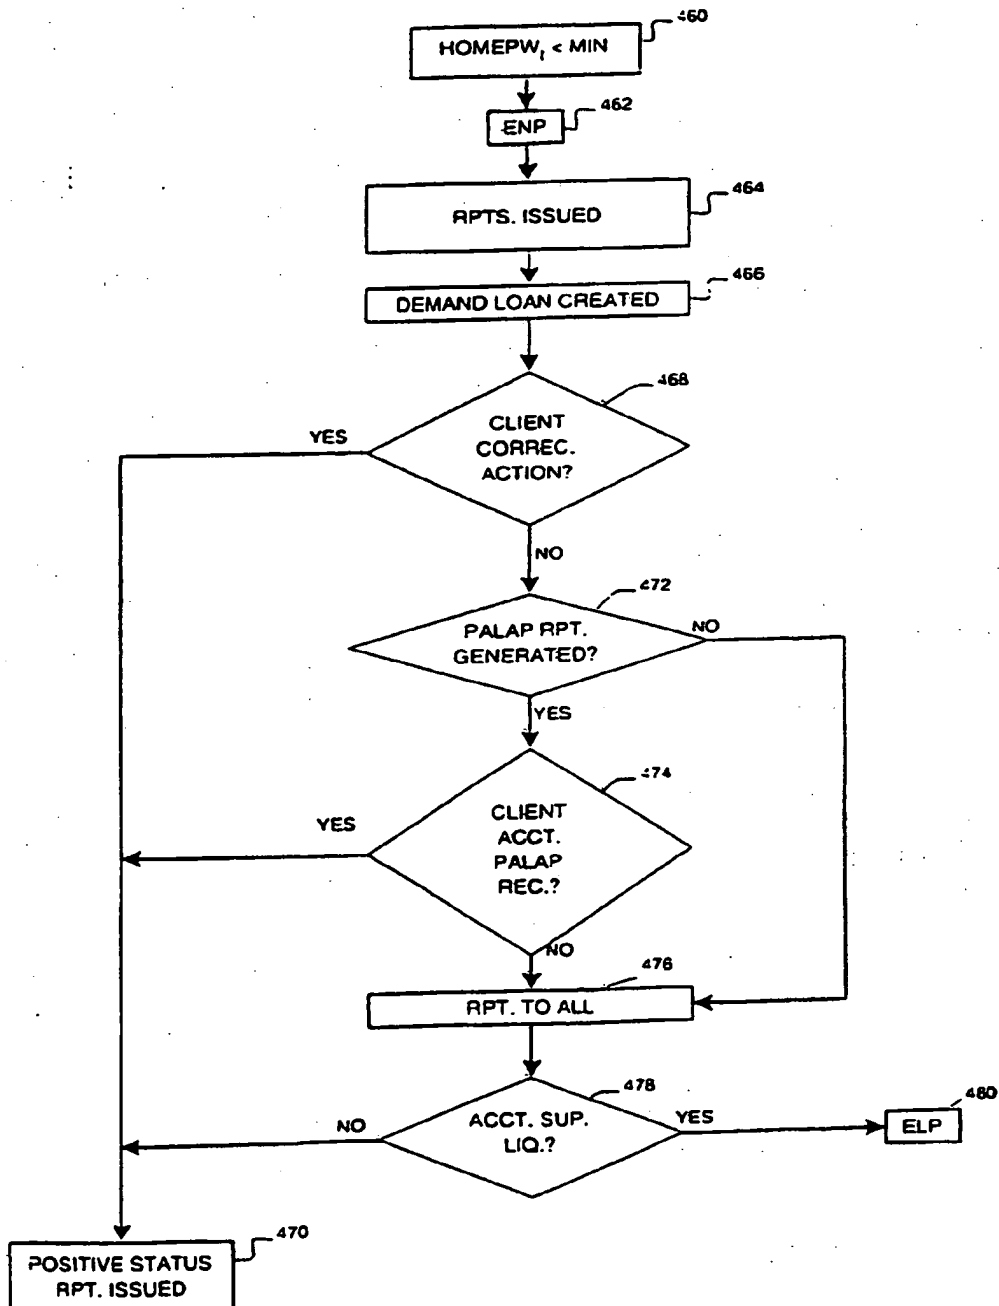 460
HOMEPWt < MIN
462
ENP
464
RPTS. ISSUED
466
DEMAND LOAN CREATED
468
CLIENT
CORREC.
ACTION?
YES
NO
472
PALAP RPT.
GENERATED?
NO
YES
474
CLIENT
ACCT.
PALAP
REC.?
YES
NO
476
RPT. TO ALL
478
ACCT. SUP.
LIQ.?
NO
YES
480
ELP
470
POSITIVE STATUS
RPT. ISSUED